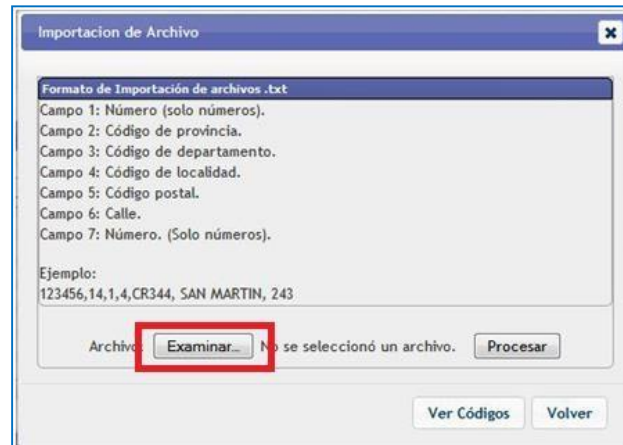 Importacion de Archivo
Formato de Importación de archivos .txt
Campo 1: Número (solo números).
Campo 2: Código de provincia.
Campo 3: Código de departamento.
Campo 4: Código de localidad.
Campo 5: Código postal.
Campo 6: Calle.
Campo 7: Número. (Solo números).
Ejemplo:
123456,14,1,4,CR344, SAN MARTIN, 243
Archivo: Examinar... No se seleccionó un archivo. Procesar
Ver Códigos Volver